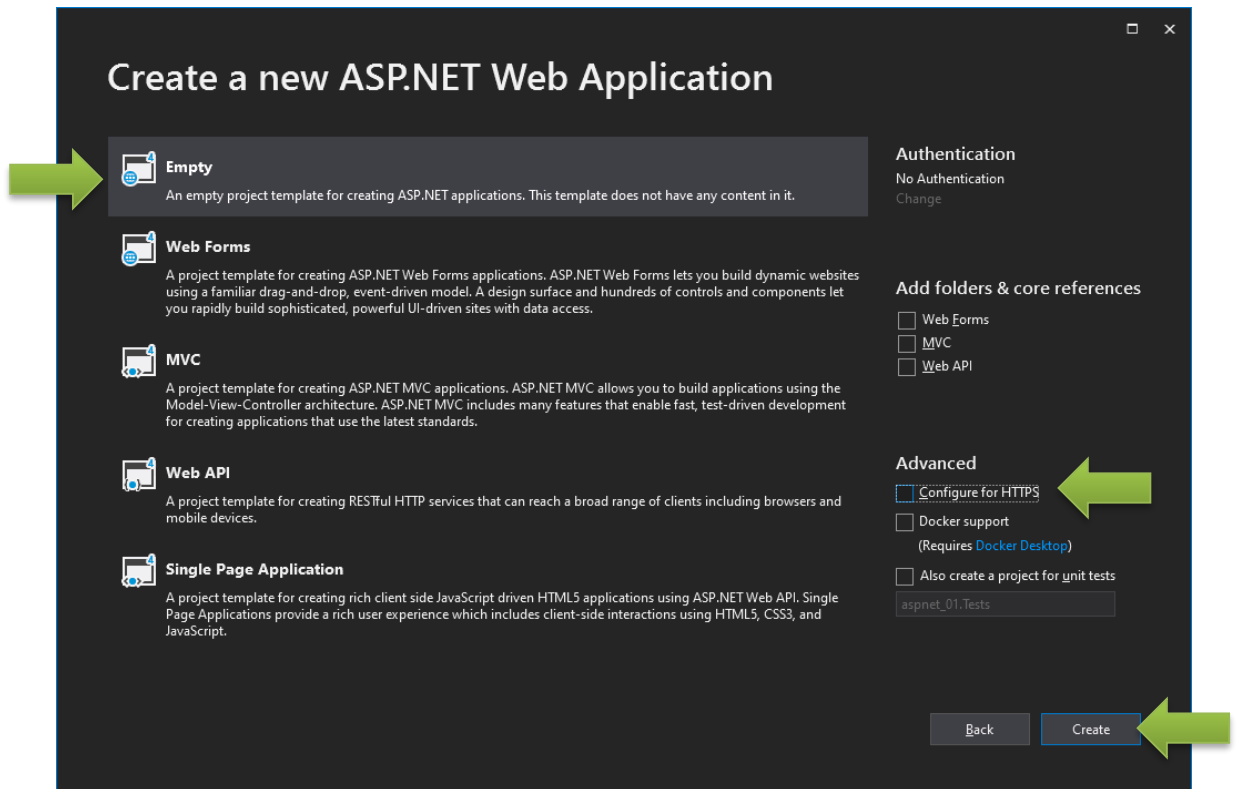 Create a new ASP.NET Web Application
Empty
An empty project template for creating ASP.NET applications. This template does not have any content in it.
Web Forms
A project template for creating ASP.NET Web Forms applications. ASP.NET Web Forms lets you build dynamic websites
using a familiar drag-and-drop, event-driven model. A design surface and hundreds of controls and components let
you rapidly build sophisticated, powerful UI-driven sites with data access.
MVC
A project template for creating ASP.NET MVC applications. ASP.NET MVC allows you to build applications using the
Model-View-Controller architecture. ASP.NET MVC includes many features that enable fast, test-driven development
for creating applications that use the latest standards.
Web API
A project template for creating RESTful HTTP services that can reach a broad range of clients including browsers and
mobile devices.
Single Page Application
A project template for creating rich client side JavaScript driven HTML5 applications using ASP.NET Web API. Single
Page Applications provide a rich user experience which includes client-side interactions using HTML5, CSS3, and
JavaScript.
Authentication
No Authentication
Change
Add folders & core references
Web Forms
MVC
Web API
Advanced
Configure for HTTPS
Docker support
(Requires Docker Desktop)
Also create a project for unit tests
aspnet_01.Tests
Back
Create
4
4
4
4
4